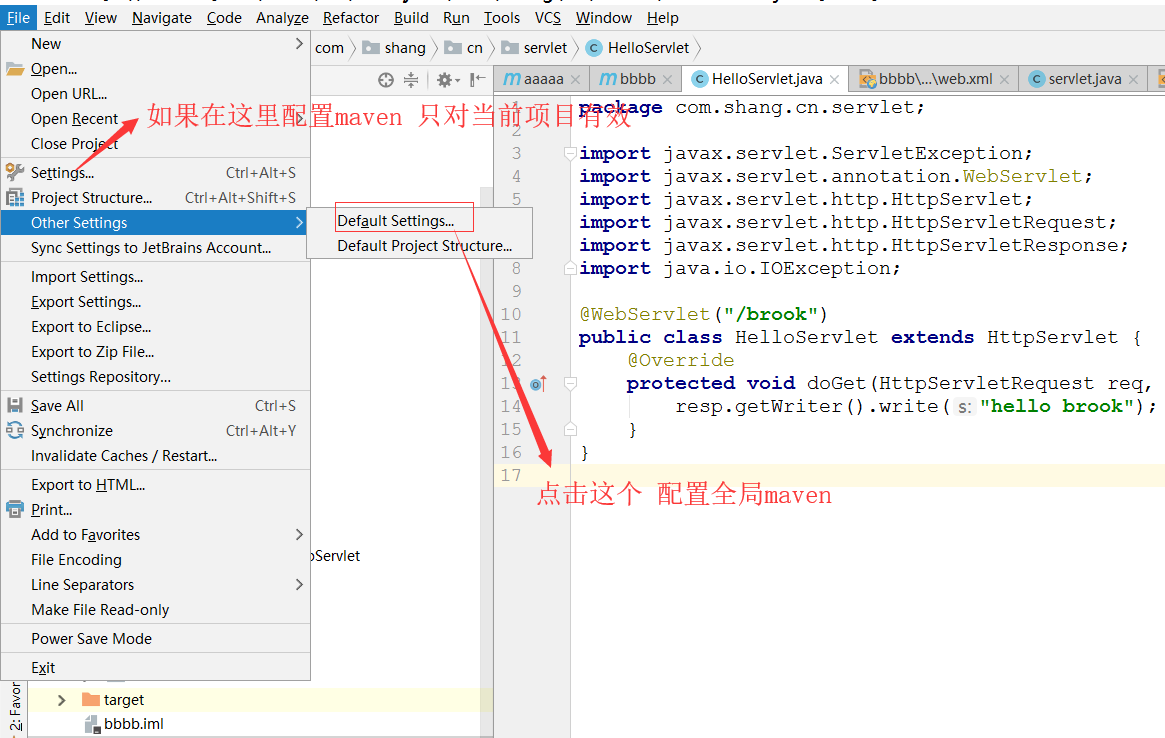 File Edit View Navigate Code Analyze Refactor Build Run Tools VCS Window Help
com shang cn servlet HelloServlet
aaaaa bbbb HelloServlet.java bbbb\...\web.xml servlet.java
New
Open...
Open URL...
Open Recent
Close Project
Settings... Ctrl+Alt+S
Project Structure... Ctrl+Alt+Shift+S
Other Settings
Sync Settings to JetBrains Account...
Import Settings...
Export Settings...
Export to Eclipse...
Export to Zip File...
Settings Repository...
Save All Ctrl+S
Synchronize Ctrl+Alt+Y
Invalidate Caches / Restart...
Export to HTML...
Print...
Add to Favorites
File Encoding
Line Separators
Make File Read-only
Power Save Mode
Exit
Default Settings...
Default Project Structure...
如果在这里配置maven 只对当前项目有效
package com.shang.cn.servlet;
2
3 import javax.servlet.ServletException;
4 import javax.servlet.annotation.WebServlet;
5 import javax.servlet.http.HttpServlet;
import javax.servlet.http.HttpServletRequest;
import javax.servlet.http.HttpServletResponse;
8 import java.io.IOException;
9
10 @WebServlet("/brook")
11 public class HelloServlet extends HttpServlet {
12 @Override
13 protected void doGet(HttpServletRequest req,
14 resp.getWriter().write( s: "hello brook");
15 }
16 }
17
点击这个 配置全局maven
Servlet
target
bbbb.iml
2: Favor